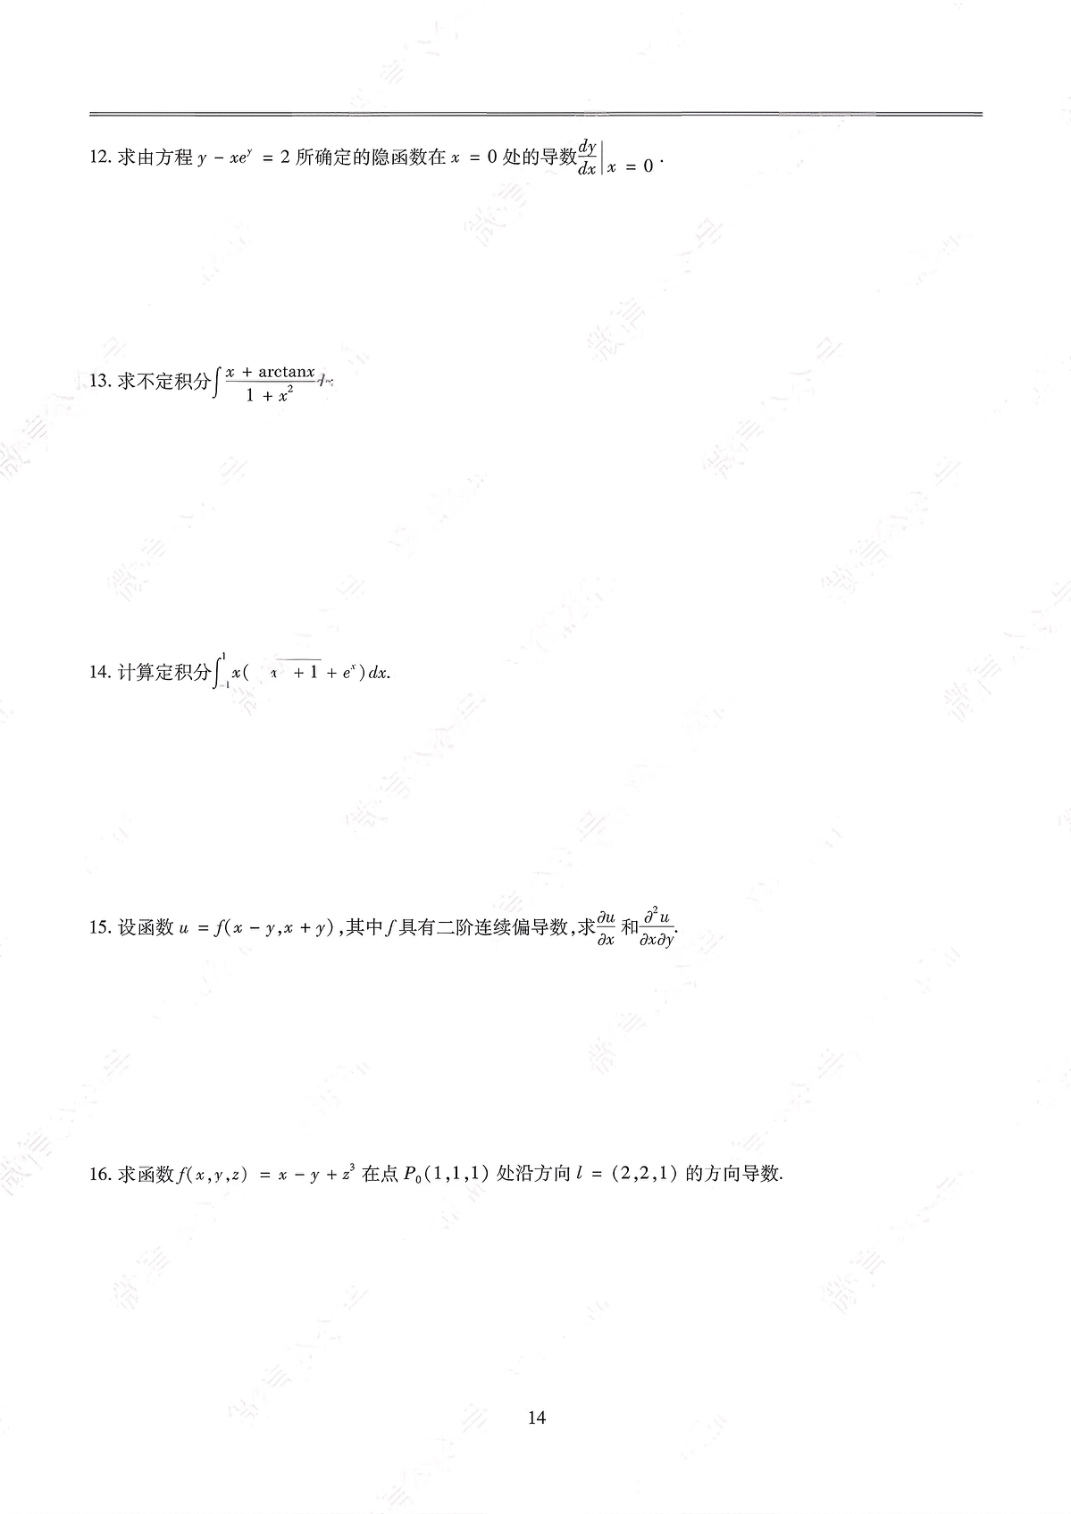 12. 求由方程 y - xe^y = 2 所确定的隐函数在 x = 0 处的导数 dy/dx | x = 0 .
13. 求不定积分∫ (x + arctanx)/(1 + x²)
14. 计算定积分∫_{-1}^{1} x( + 1 + e^x) dx.
15. 设函数 u = f(x - y,x + y),其中 f 具有二阶连续偏导数,求 ∂u/∂x 和 ∂²u/∂x∂y.
16. 求函数 f(x,y,z) = x - y + z³ 在点 P₀(1,1,1) 处沿方向 l = (2,2,1) 的方向导数.
14